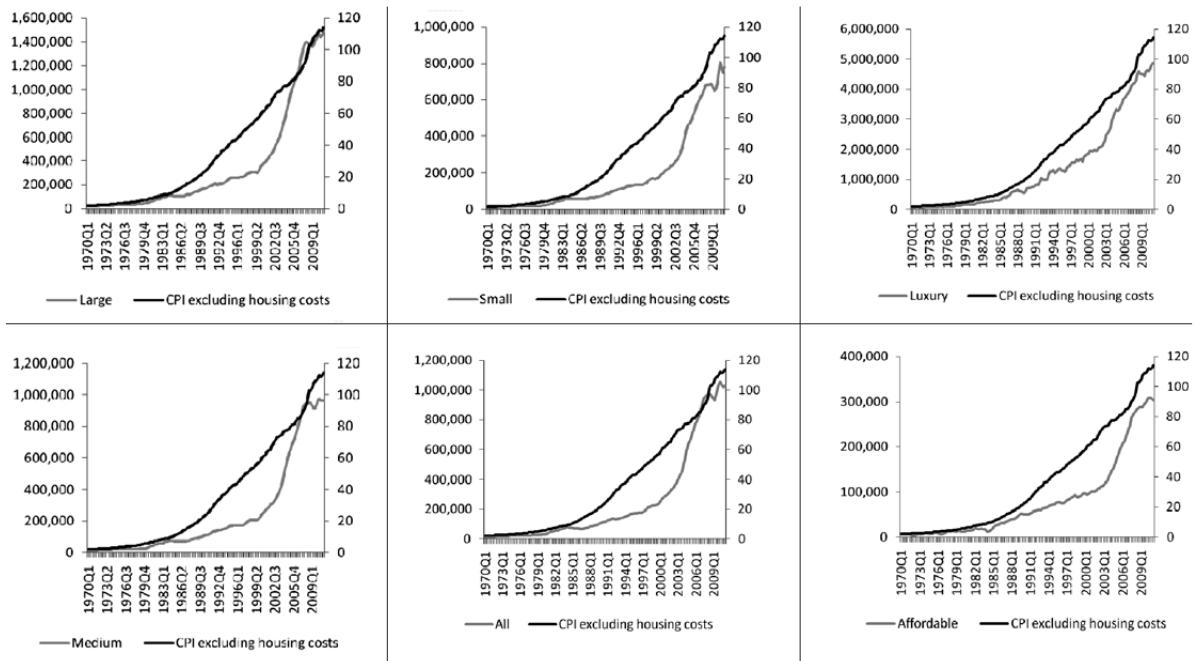 1,600,000
1,400,000
1,200,000
1,000,000
800,000
600,000
400,000
200,000
0
120
100
80
60
40
20
0
1970Q1
1973Q2
1976Q3
1979Q4
1983Q1
1986Q2
1989Q3
1992Q4
1996Q1
1999Q2
2002Q3
2005Q4
2009Q1
Large CPI excluding housing costs
1,000,000
800,000
600,000
400,000
200,000
0
120
100
80
60
40
20
0
1970Q1
1973Q2
1976Q3
1979Q4
1983Q1
1986Q2
1989Q3
1992Q4
1996Q1
1999Q2
2002Q3
2005Q4
2009Q1
Small CPI excluding housing costs
6,000,000
5,000,000
4,000,000
3,000,000
2,000,000
1,000,000
0
120
100
80
60
40
20
0
1970Q1
1973Q1
1976Q1
1979Q1
1982Q1
1985Q1
1988Q1
1991Q1
1994Q1
1997Q1
2000Q1
2003Q1
2006Q1
2009Q1
Luxury CPI excluding housing costs
1,200,000
1,000,000
800,000
600,000
400,000
200,000
0
120
100
80
60
40
20
0
1970Q1
1973Q2
1976Q3
1979Q4
1983Q1
1986Q2
1989Q3
1992Q4
1996Q1
1999Q2
2002Q3
2005Q4
2009Q1
Medium CPI excluding housing costs
1,200,000
1,000,000
800,000
600,000
400,000
200,000
0
120
100
80
60
40
20
0
1970Q1
1973Q1
1976Q1
1979Q1
1982Q1
1985Q1
1988Q1
1991Q1
1994Q1
1997Q1
2000Q1
2003Q1
2006Q1
2009Q1
All CPI excluding housing costs
400,000
300,000
200,000
100,000
0
120
100
80
60
40
20
0
1970Q1
1973Q1
1976Q1
1979Q1
1982Q1
1985Q1
1988Q1
1991Q1
1994Q1
1997Q1
2000Q1
2003Q1
2006Q1
2009Q1
Affordable CPI excluding housing costs